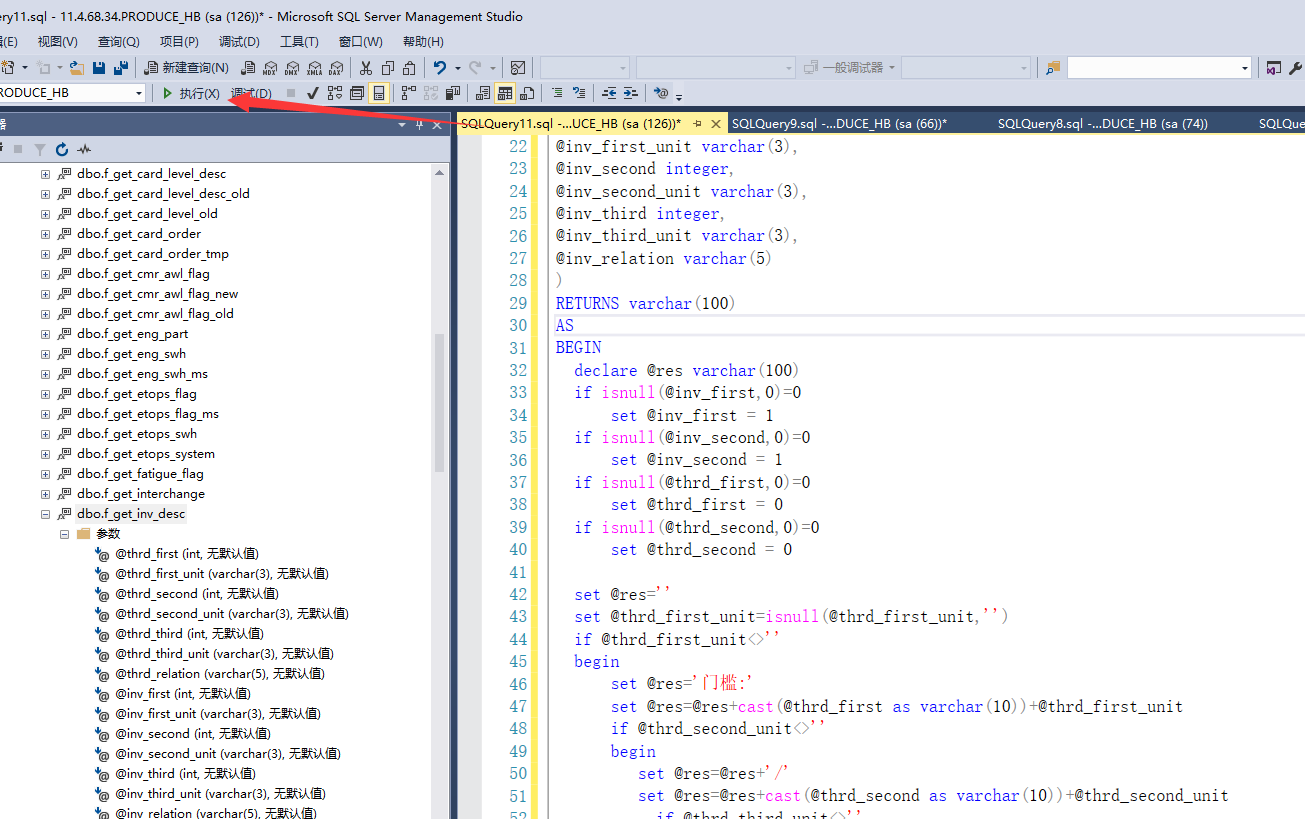 ery11.sql - 11.4.68.34.PRODUCE_HB (sa (126))* - Microsoft SQL Server Management Studio
(E) 视图(V) 查询(Q) 项目(P) 调试(D) 工具(T) 窗口(W) 帮助(H)
新建查询(N) MDX DMX XMLA DAX 一般调试器
RODUCE_HB 执行(X) 调试(D)
器
SQLQuery11.sql -...UCE_HB (sa (126))* SQLQuery9.sql -...DUCE_HB (sa (66))* SQLQuery8.sql -...DUCE_HB (sa (74)) SQLQue
dbo.f_get_card_level_desc
dbo.f_get_card_level_desc_old
dbo.f_get_card_level_old
dbo.f_get_card_order
dbo.f_get_card_order_tmp
dbo.f_get_cmr_awl_flag
dbo.f_get_cmr_awl_flag_new
dbo.f_get_cmr_awl_flag_old
dbo.f_get_eng_part
dbo.f_get_eng_swh
dbo.f_get_eng_swh_ms
dbo.f_get_etops_flag
dbo.f_get_etops_flag_ms
dbo.f_get_etops_swh
dbo.f_get_etops_system
dbo.f_get_fatigue_flag
dbo.f_get_interchange
dbo.f_get_inv_desc
参数
@thrd_first (int, 无默认值)
@thrd_first_unit (varchar(3), 无默认值)
@thrd_second (int, 无默认值)
@thrd_second_unit (varchar(3), 无默认值)
@thrd_third (int, 无默认值)
@thrd_third_unit (varchar(3), 无默认值)
@thrd_relation (varchar(5), 无默认值)
@inv_first (int, 无默认值)
@inv_first_unit (varchar(3), 无默认值)
@inv_second (int, 无默认值)
@inv_second_unit (varchar(3), 无默认值)
@inv_third (int, 无默认值)
@inv_third_unit (varchar(3), 无默认值)
@inv_relation (varchar(5), 无默认值)
22 @inv_first_unit varchar(3),
23 @inv_second integer,
24 @inv_second_unit varchar(3),
25 @inv_third integer,
26 @inv_third_unit varchar(3),
27 @inv_relation varchar(5)
28 )
29 RETURNS varchar(100)
30 AS
31 BEGIN
32 declare @res varchar(100)
33 if isnull(@inv_first,0)=0
34 set @inv_first = 1
35 if isnull(@inv_second,0)=0
36 set @inv_second = 1
37 if isnull(@thrd_first,0)=0
38 set @thrd_first = 0
39 if isnull(@thrd_second,0)=0
40 set @thrd_second = 0
41
42 set @res=''
43 set @thrd_first_unit=isnull(@thrd_first_unit,'')
44 if @thrd_first_unit<>''
45 begin
46 set @res='门槛:'
47 set @res=@res+cast(@thrd_first as varchar(10))+@thrd_first_unit
48 if @thrd_second_unit<>''
49 begin
50 set @res=@res+'/'
51 set @res=@res+cast(@thrd_second as varchar(10))+@thrd_second_unit
52 if @thrd_third_unit<>''